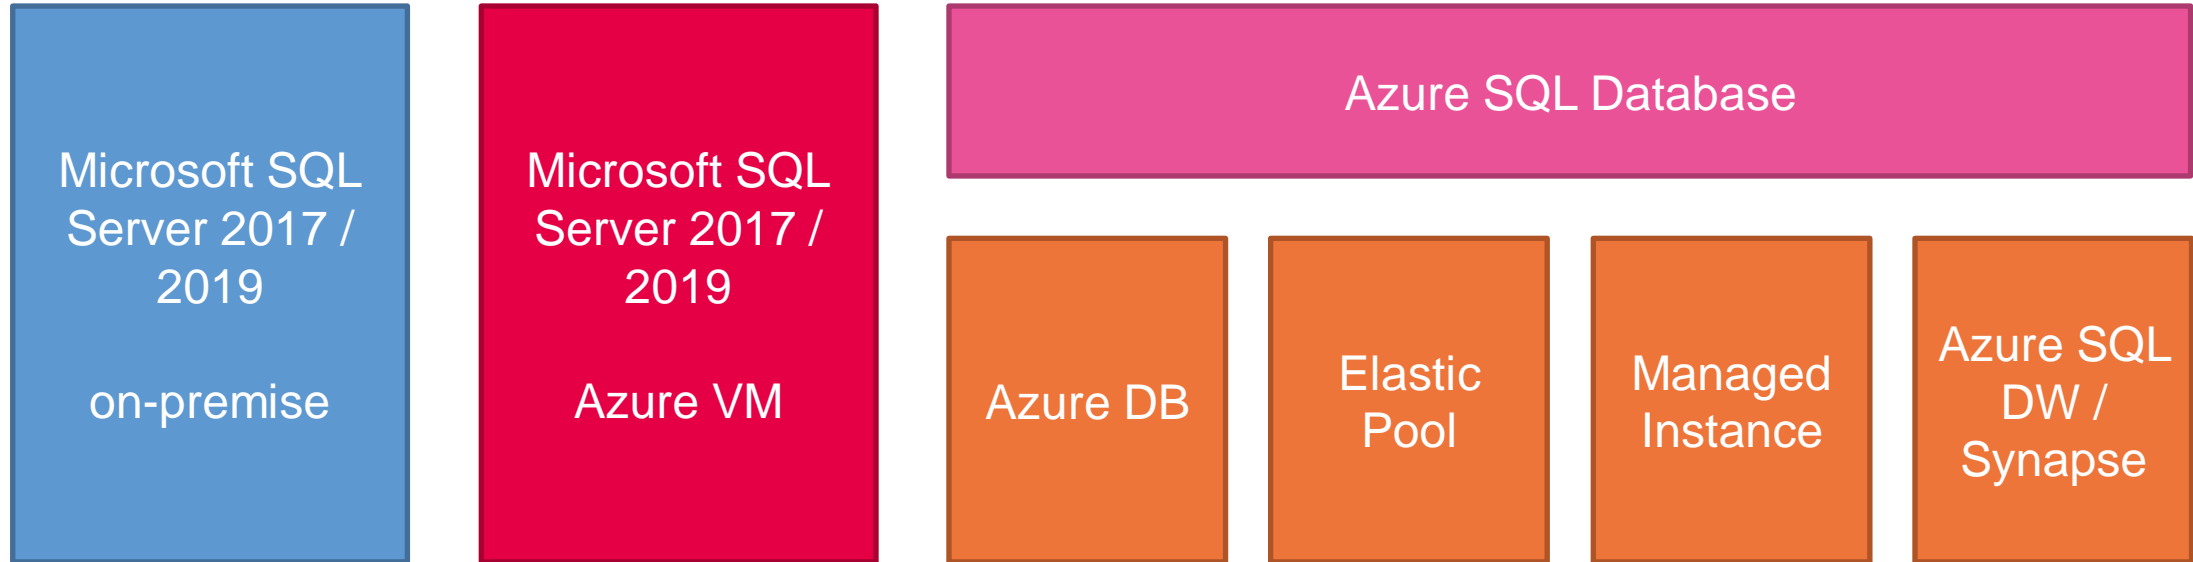 Microsoft SQL
Server 2017 /
2019
on-premise
Microsoft SQL
Server 2017 /
2019
Azure VM
Azure SQL Database
Azure DB
Elastic
Pool
Managed
Instance
Azure SQL
DW /
Synapse